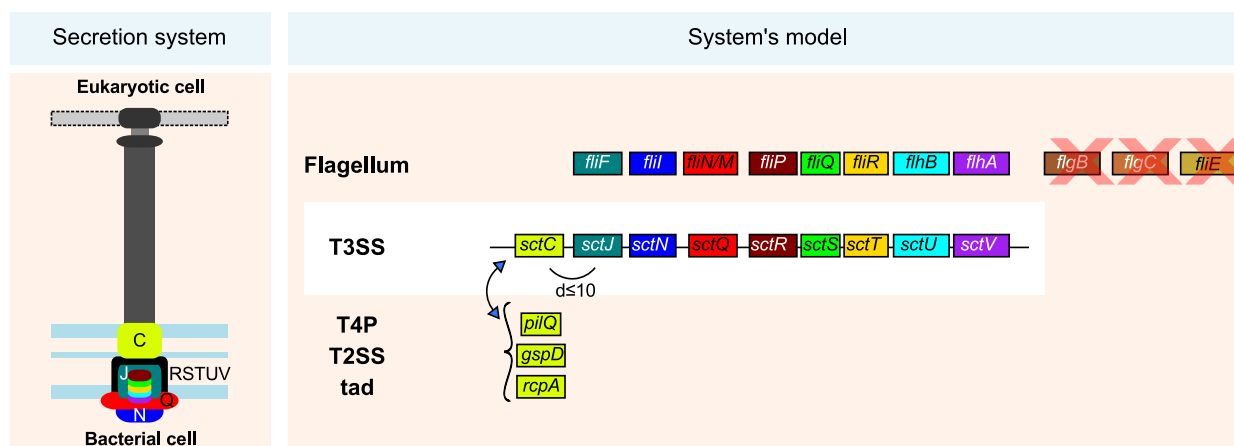 Secretion system
System's model
Eukaryotic cell
C
J
RSTUV
Q
N
Bacterial cell
Flagellum fliF fliI fliN/M fliP fliQ fliR flhB flhA flgB flgC fliE
T3SS sctC sctJ sctN sctQ sctR sctS sctT sctU sctV
d≤10
T4P pilQ
T2SS gspD
tad rcpA